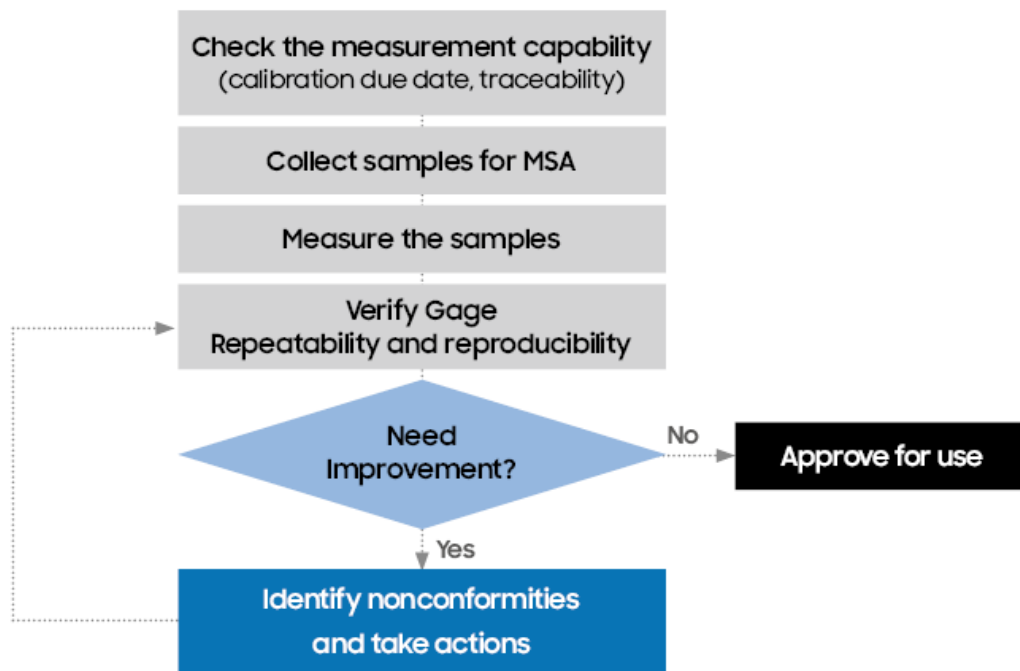 Check the measurement capability
(calibration due date, traceability)
Collect samples for MSA
Measure the samples
Verify Gage
Repeatability and reproducibility
Need
Improvement?
No
Approve for use
Yes
Identify nonconformities
and take actions